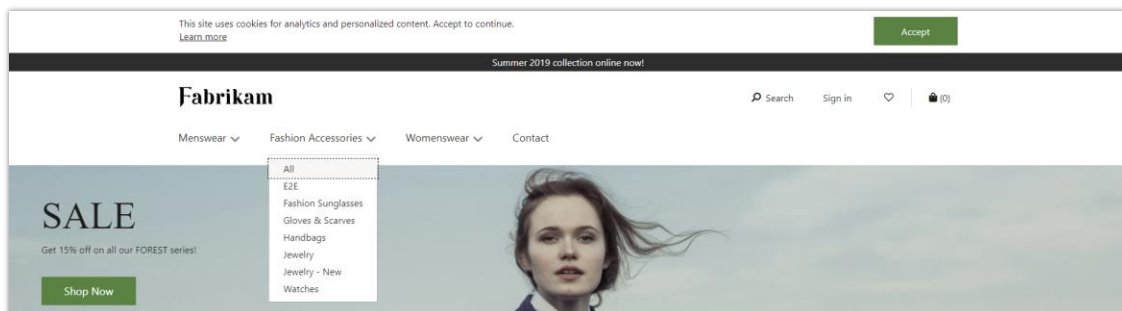 This site uses cookies for analytics and personalized content. Accept to continue.
Learn more
Accept
Summer 2019 collection online now!
Fabrikam
Search Sign in (0)
Menswear Fashion Accessories Womenswear Contact
All
E2E
Fashion Sunglasses
Gloves & Scarves
Handbags
Jewelry
Jewelry - New
Watches
SALE
Get 15% off on all our FOREST series!
Shop Now